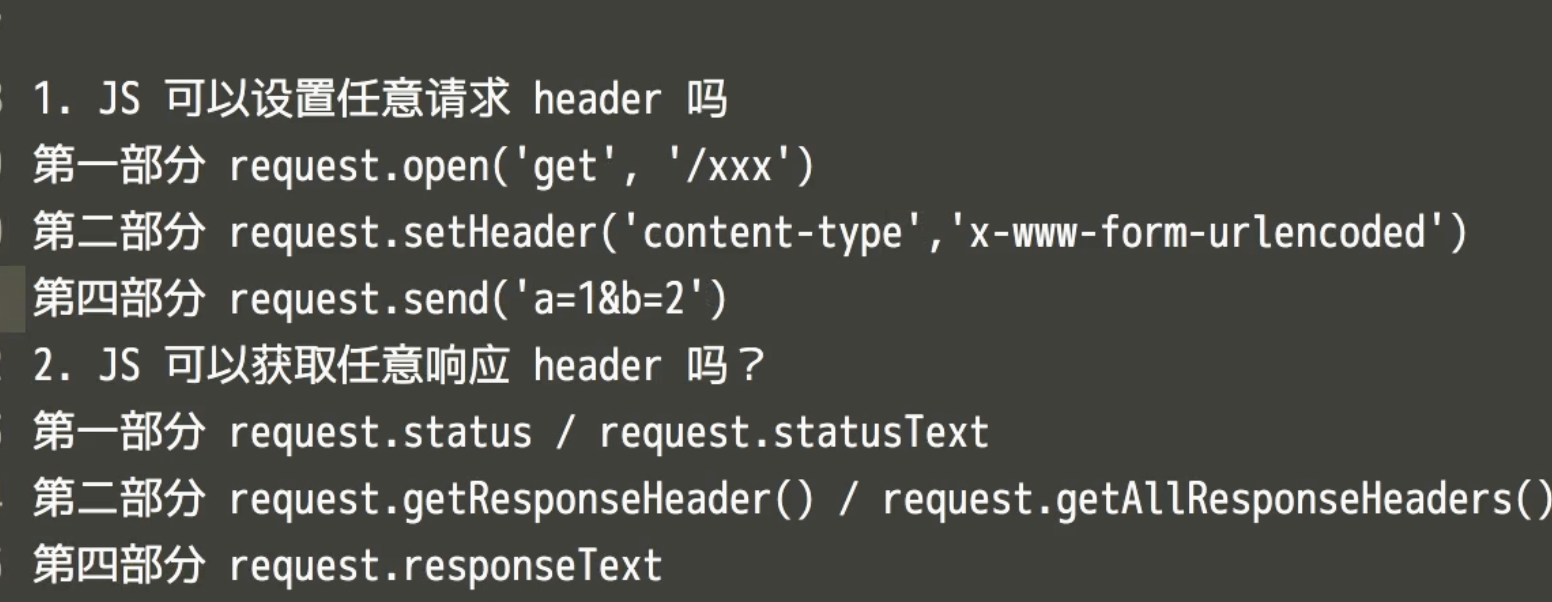 1. JS 可以设置任意请求 header 吗
第一部分 request.open('get', '/xxx')
第二部分 request.setHeader('content-type','x-www-form-urlencoded')
第四部分 request.send('a=1&b=2')
2. JS 可以获取任意响应 header 吗？
第一部分 request.status / request.statusText
第二部分 request.getResponseHeader() / request.getAllResponseHeaders()
第四部分 request.responseText